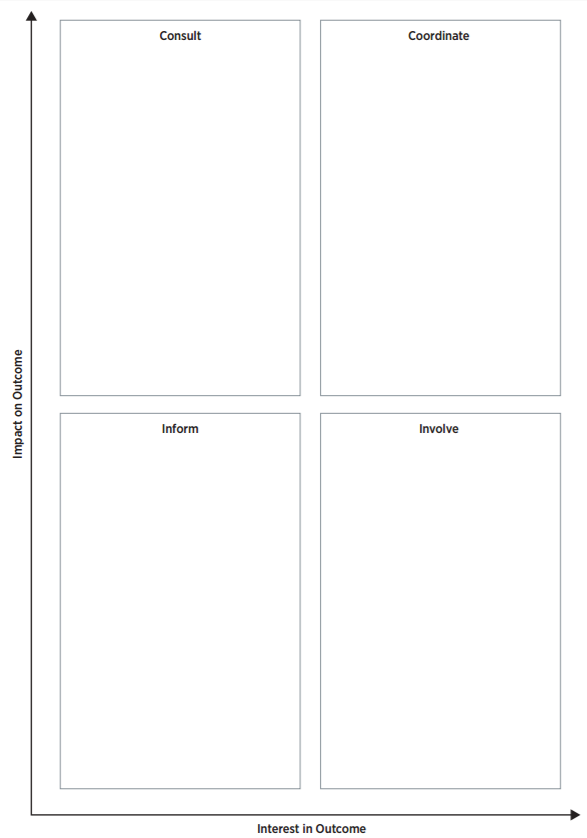 Consult
Coordinate
Impact on Outcome
Inform
Involve
Interest in Outcome